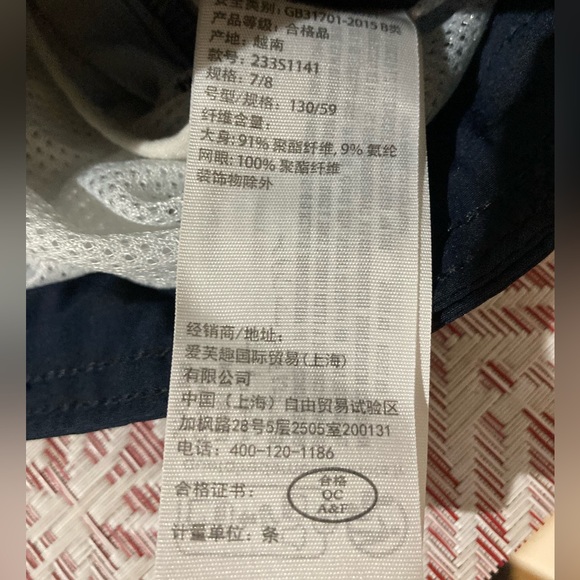 安全类别: GB31701-2015 B类
产品等级: 合格品
产地: 越南
款号: 233S1141
规格: 7/8
号型/规格: 130/59
纤维含量:
大身: 91% 聚酯纤维, 9% 氨纶
网眼: 100% 聚酯纤维
装饰物除外
经销商/地址:
爱芙趣国际贸易(上海)
有限公司
中国（上海）自由贸易试验区
加枫路28号5层2505室200131
电话: 400-120-1186
合格证书:
合格
QC
A&F
计量单位: 条